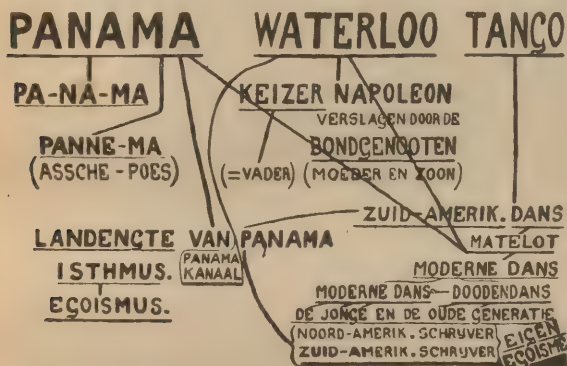 PANAMA WATERLOO TANGO
PA-NA-MA
KEIZER NAPOLEON
VERSLAGEN DOOR DE
PANNE-MA
BONDGENOOTEN
(ASSCHE-POES)
(=VADER) (MOEDER EN ZOON)
ZUID-AMERIK. DANS
LANDENGTE VAN PANAMA
MATELOT
PANAMA
KANAAL
ISTHMUS.
MODERNE DANS
EGOISMUS.
MODERNE DANS DOODENDANS
DE JONGE EN DE OUDE GENERATIE
NOORD-AMERIK. SCHRIJVER
ZUID-AMERIK. SCHRIJVER
EIGEN
EGOISME